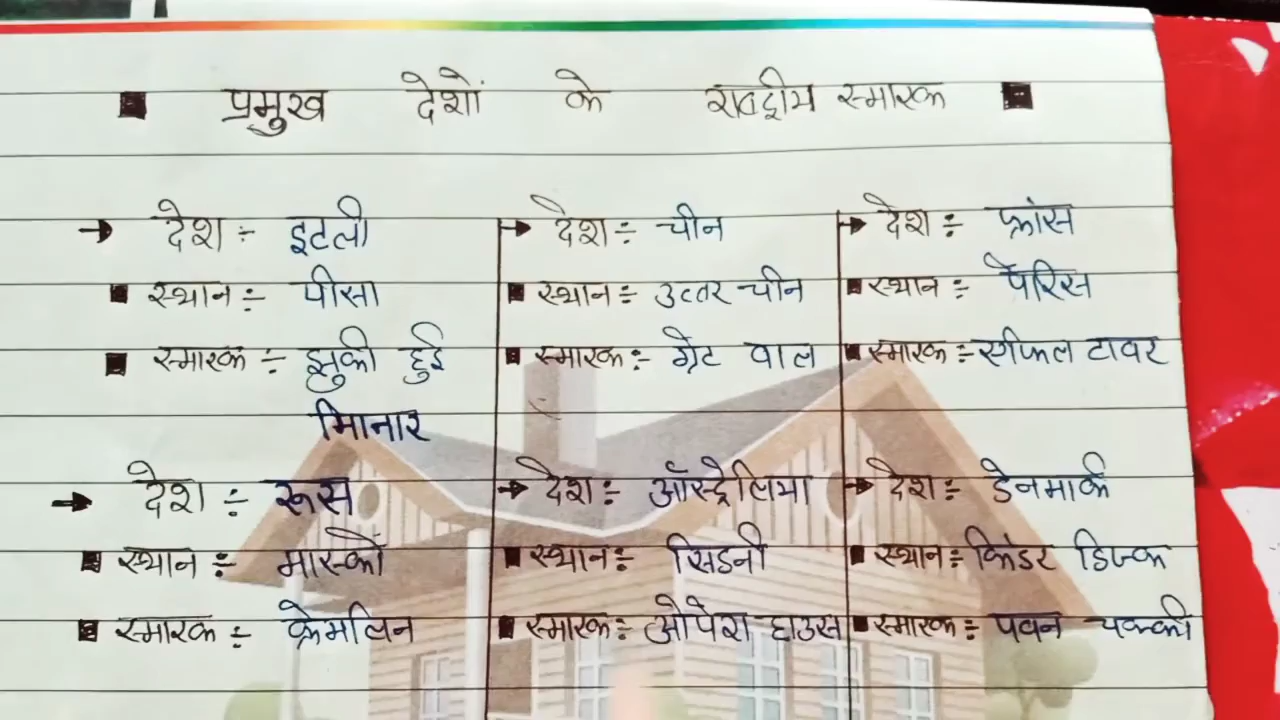 प्रमुख देशों के राष्ट्रीय स्मारक
देश ÷ इटली
स्थान ÷ पीसा
स्मारक ÷ झुकी हुई
मिानार
देश ÷ चीन
स्थान ÷ उत्तर चीन
स्मारक ÷ ग्रेट वाल
देश ÷ फ्रांस
स्थान ÷ पेरिस
स्मारक ÷ एफिल टावर
देश ÷ रूस
स्थान ÷ मास्को
स्मारक ÷ क्रेमलिन
देश ÷ ऑस्ट्रेलिया
स्थान ÷ सिडनी
स्मारक ÷ ओपेरा हाउस
देश ÷ डेनमार्क
स्थान ÷ किंडर डिज्क
स्मारक ÷ पवन चक्की